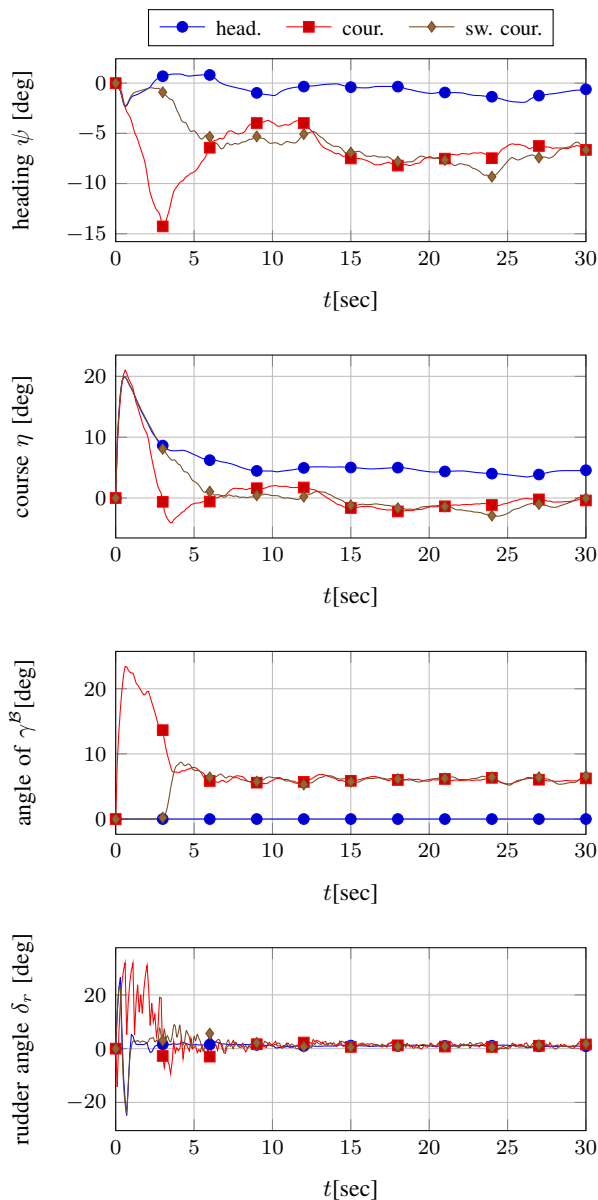 head. cour. sw. cour.
0
−5
−10
−15
heading ψ [deg]
0 5 10 15 20 25 30
t[sec]
20
10
0
course η [deg]
0 5 10 15 20 25 30
t[sec]
20
10
0
angle of γ^ℬ[deg]
0 5 10 15 20 25 30
t[sec]
20
0
−20
rudder angle δ_r [deg]
0 5 10 15 20 25 30
t[sec]